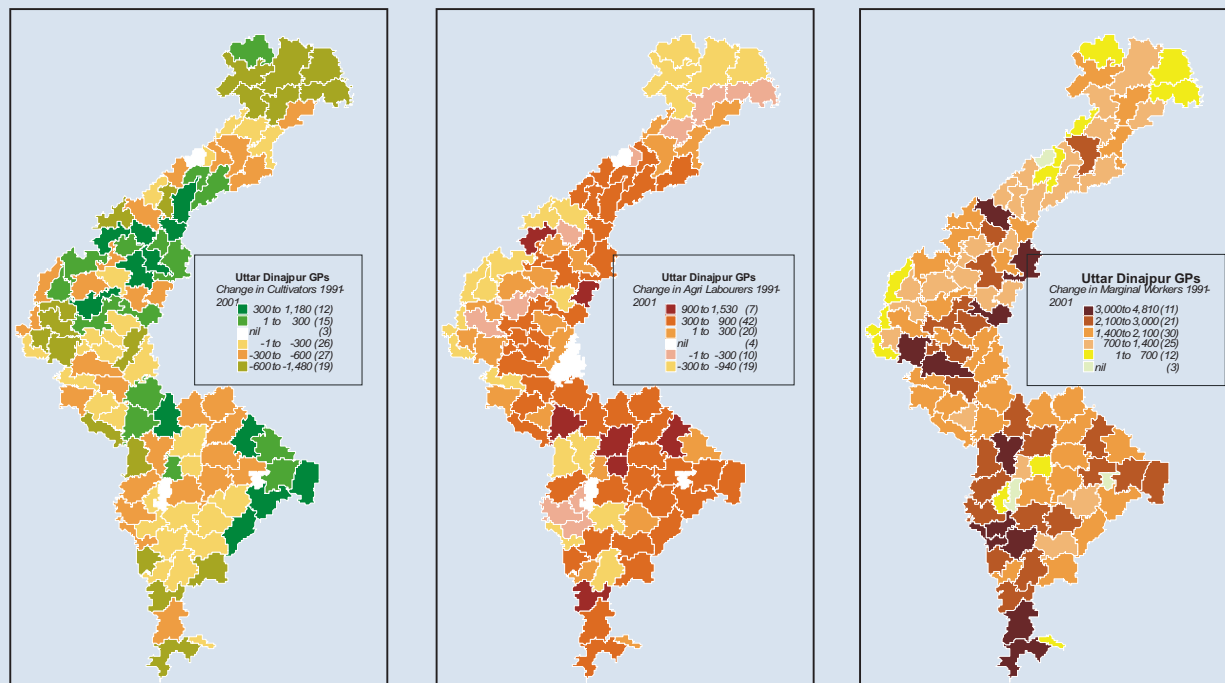 Uttar Dinajpur GPs
Change in Cultivators 1991-
2001
300 to 1,180 (12)
1 to 300 (15)
nil (3)
-1 to -300 (26)
-300 to -600 (27)
-600 to -1,480 (19)
Uttar Dinajpur GPs
Change in Agri Labourers 1991-
2001
900 to 1,530 (7)
300 to 900 (42)
1 to 300 (20)
nil (4)
-1 to -300 (10)
-300 to -940 (19)
Uttar Dinajpur GPs
Change in Marginal Workers 1991-
2001
3,000 to 4,810 (11)
2,100 to 3,000 (21)
1,400 to 2,100 (30)
700 to 1,400 (25)
1 to 700 (12)
nil (3)